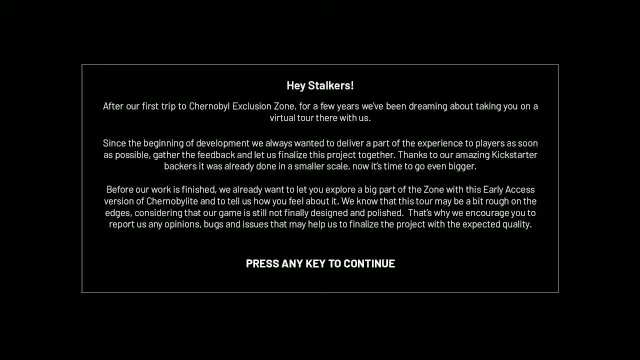 Hey Stalkers!
After our first trip to Chernobyl Exclusion Zone, for a few years we've been dreaming about taking you on a
virtual tour there with us.
Since the beginning of development we always wanted to deliver a part of the experience to players as soon
as possible, gather the feedback and let us finalize this project together. Thanks to our amazing Kickstarter
backers it was already done in a smaller scale, now it's time to go even bigger.
Before our work is finished, we already want to let you explore a big part of the Zone with this Early Access
version of Chernobylite and to tell us how you feel about it. We know that this tour may be a bit rough on the
edges, considering that our game is still not finally designed and polished. That's why we encourage you to
report us any opinions, bugs and issues that may help us to finalize the project with the expected quality.
PRESS ANY KEY TO CONTINUE